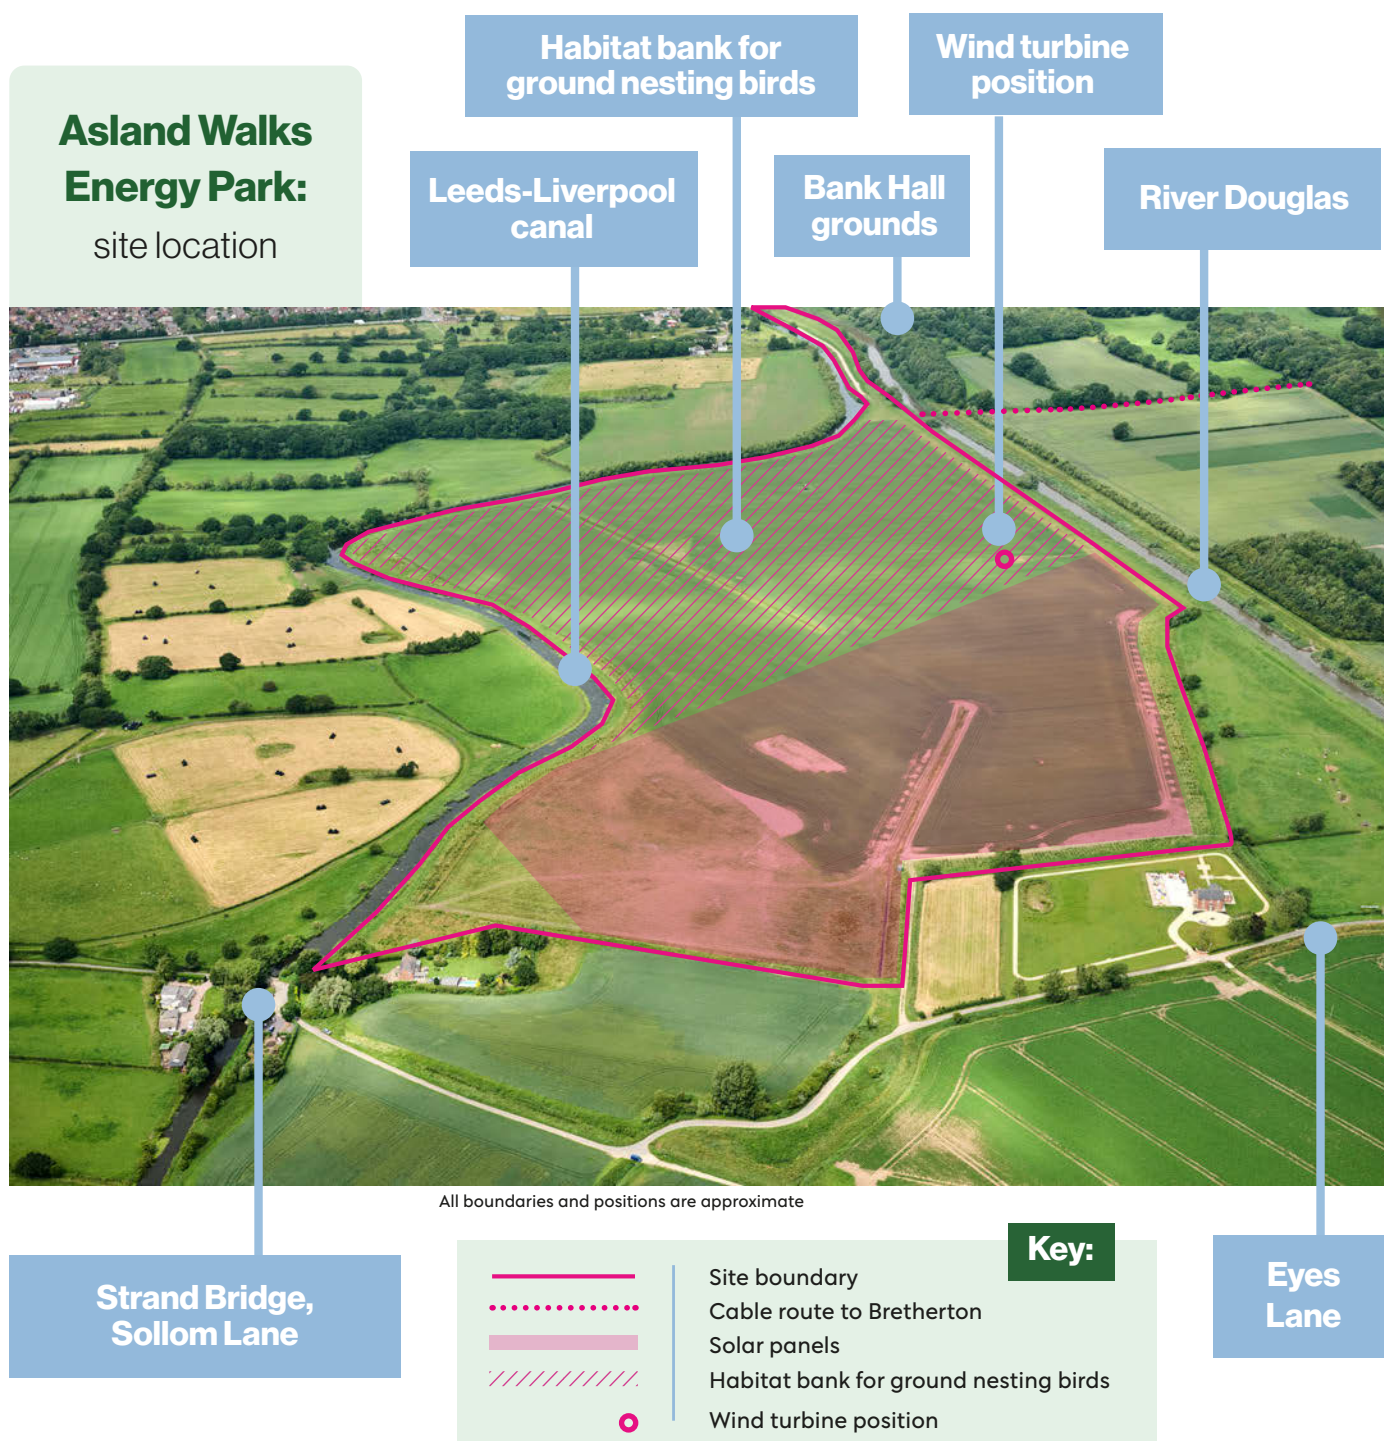 Asland Walks
Energy Park:
site location
Habitat bank for
ground nesting birds
Wind turbine
position
Leeds-Liverpool
canal
Bank Hall
grounds
River Douglas
All boundaries and positions are approximate
Strand Bridge,
Sollom Lane
Eyes
Lane
Key:
Site boundary
Cable route to Bretherton
Solar panels
Habitat bank for ground nesting birds
Wind turbine position